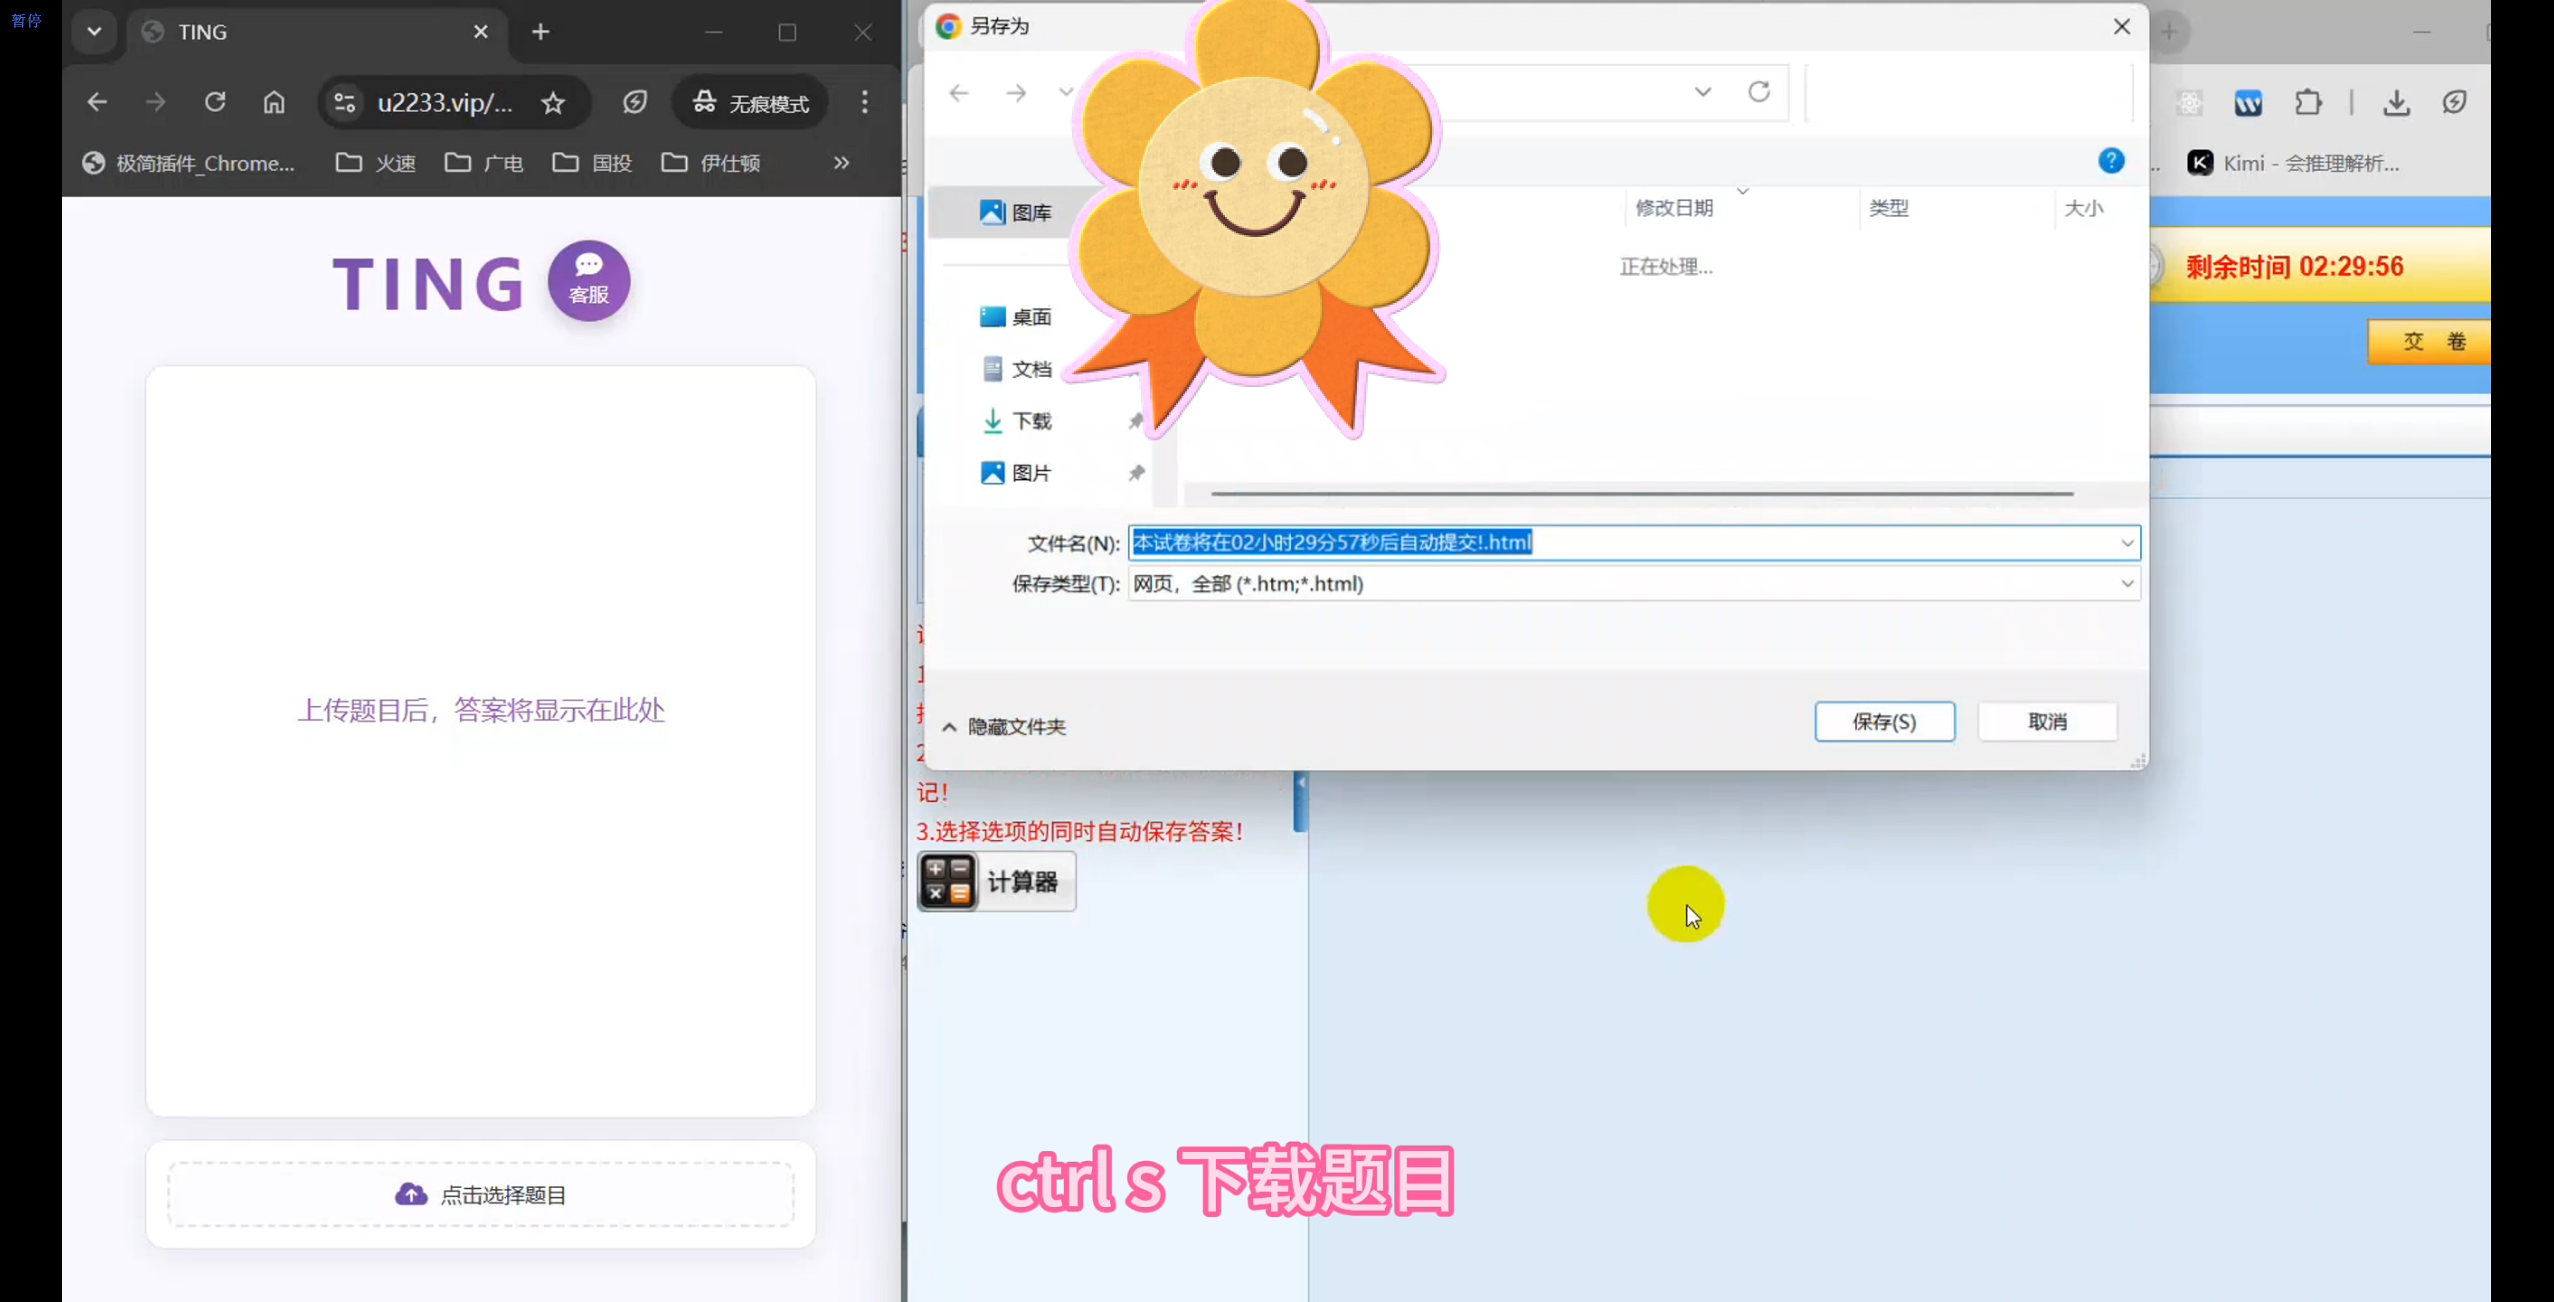 暂停
TING
u2233.vip/...
无痕模式
极简插件_Chrome...
火速
广电
国投
伊仕顿
TING
客服
上传题目后，答案将显示在此处
点击选择题目
另存为
图库
桌面
文档
下载
图片
修改日期
类型
大小
正在处理...
文件名(N):
本试卷将在02小时29分57秒后自动提交!.html
保存类型(T):
网页，全部 (*.htm;*.html)
隐藏文件夹
保存(S)
取消
Kimi - 会推理解析...
剩余时间 02:29:56
交 卷
记！
3.选择选项的同时自动保存答案！
计算器
ctrl s 下载题目